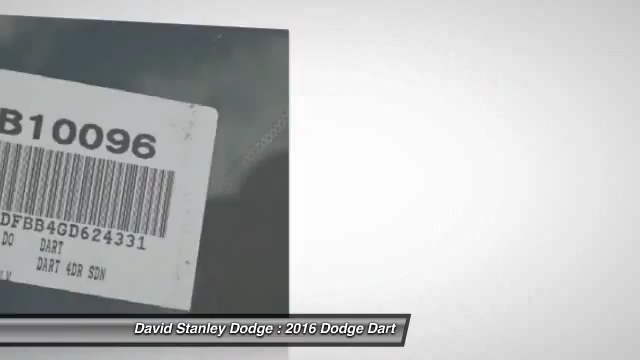 B10096
DFBB4GD624331
DO DART
DART 4DR SDN
David Stanley Dodge : 2016 Dodge Dart